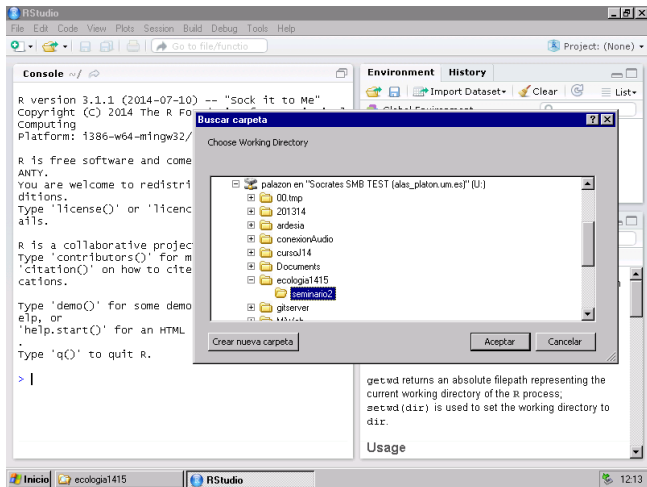 RStudio
File Edit Code View Plots Session Build Debug Tools Help
Go to file/functio
Project: (None)
Console ~/
R version 3.1.1 (2014-07-10) -- "Sock it to Me"
Copyright (C) 2014 The R Fo
Computing
Platform: i386-w64-mingw32/
R is free software and come
ANTY.
You are welcome to redistri
ditions.
Type 'license()' or 'licenc
ails.
R is a collaborative projec
Type 'contributors()' for m
'citation()' on how to cite
cations.
Type 'demo()' for some demo
elp, or
'help.start()' for an HTML
.
Type 'q()' to quit R.
>
Environment History
Import Dataset Clear List
Global Environment
Buscar carpeta
Choose Working Directory
palazon en "Socrates SMB TEST (alas_platon.um.es)" (U:)
00.tmp
201314
ardesia
conexionAudio
cursoJ14
Documents
ecologia1415
seminario2
gitserver
Crear nueva carpeta
Aceptar
Cancelar
getwd returns an absolute filepath representing the
current working directory of the R process;
setwd(dir) is used to set the working directory to
dir.
Usage
Inicio
ecologia1415
RStudio
12:13